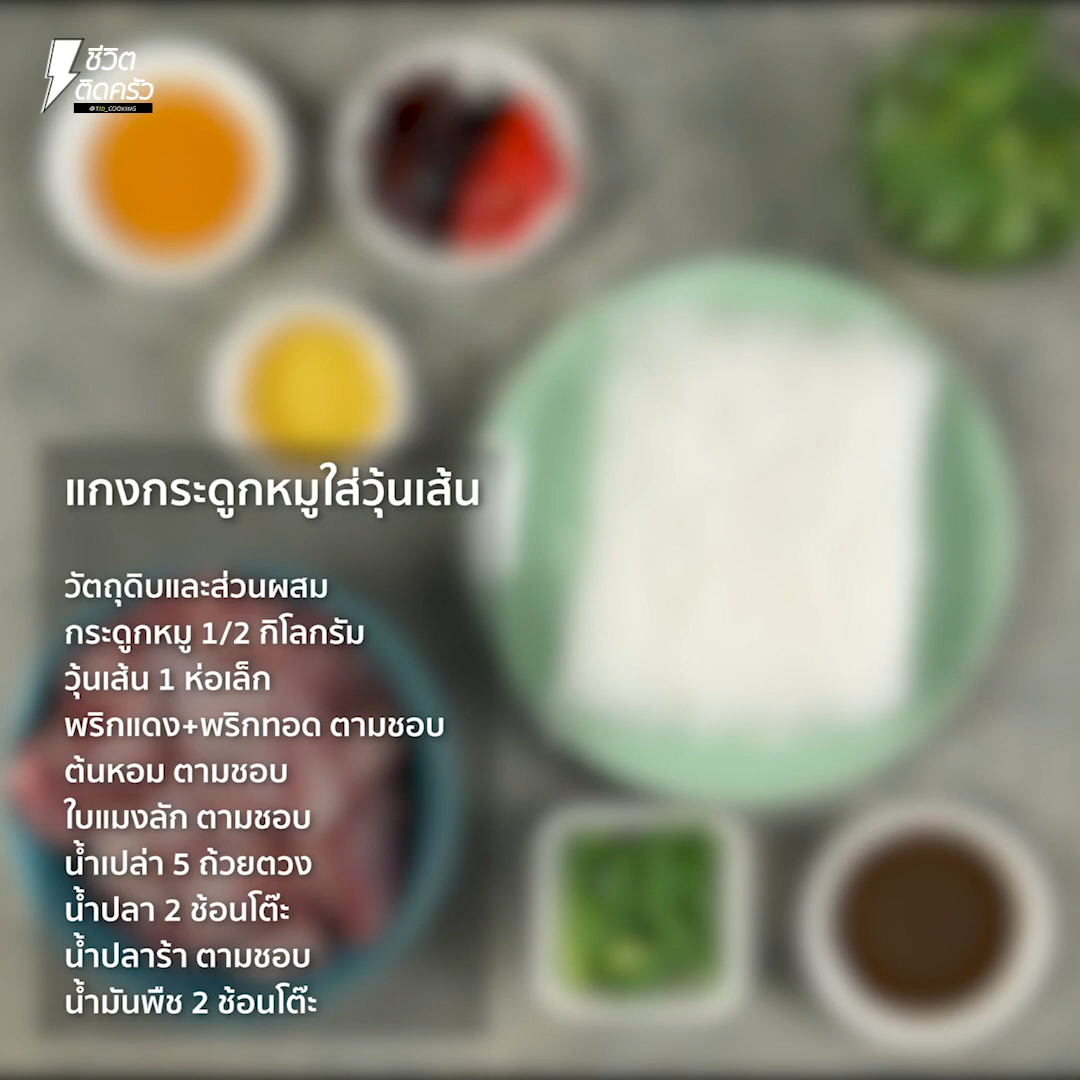 ชีวิต
ติดครัว
@TJD_COOKING
แกงกระดูกหมูใส่วุ้นเส้น
วัตถุดิบและส่วนผสม
กระดูกหมู 1/2 กิโลกรัม
วุ้นเส้น 1 ห่อเล็ก
พริกแดง+พริกทอด ตามชอบ
ต้นหอม ตามชอบ
ใบแมงลัก ตามชอบ
น้ำเปล่า 5 ถ้วยตวง
น้ำปลา 2 ช้อนโต๊ะ
น้ำปลาร้า ตามชอบ
น้ำมันพืช 2 ช้อนโต๊ะ